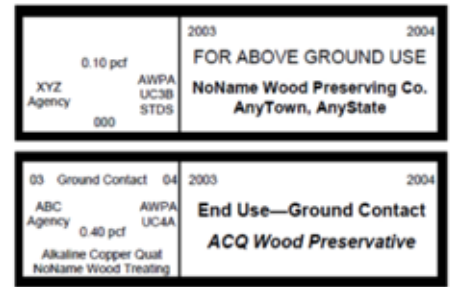 2003 2004
0.10 pcf
FOR ABOVE GROUND USE
XYZ Agency
AWPA UC3B STDS
NoName Wood Preserving Co.
AnyTown, AnyState
000
03 Ground Contact 04
2003 2004
ABC Agency
AWPA UC4A
End Use—Ground Contact
0.40 pcf
ACQ Wood Preservative
Alkaline Copper Quat
NoName Wood Treating